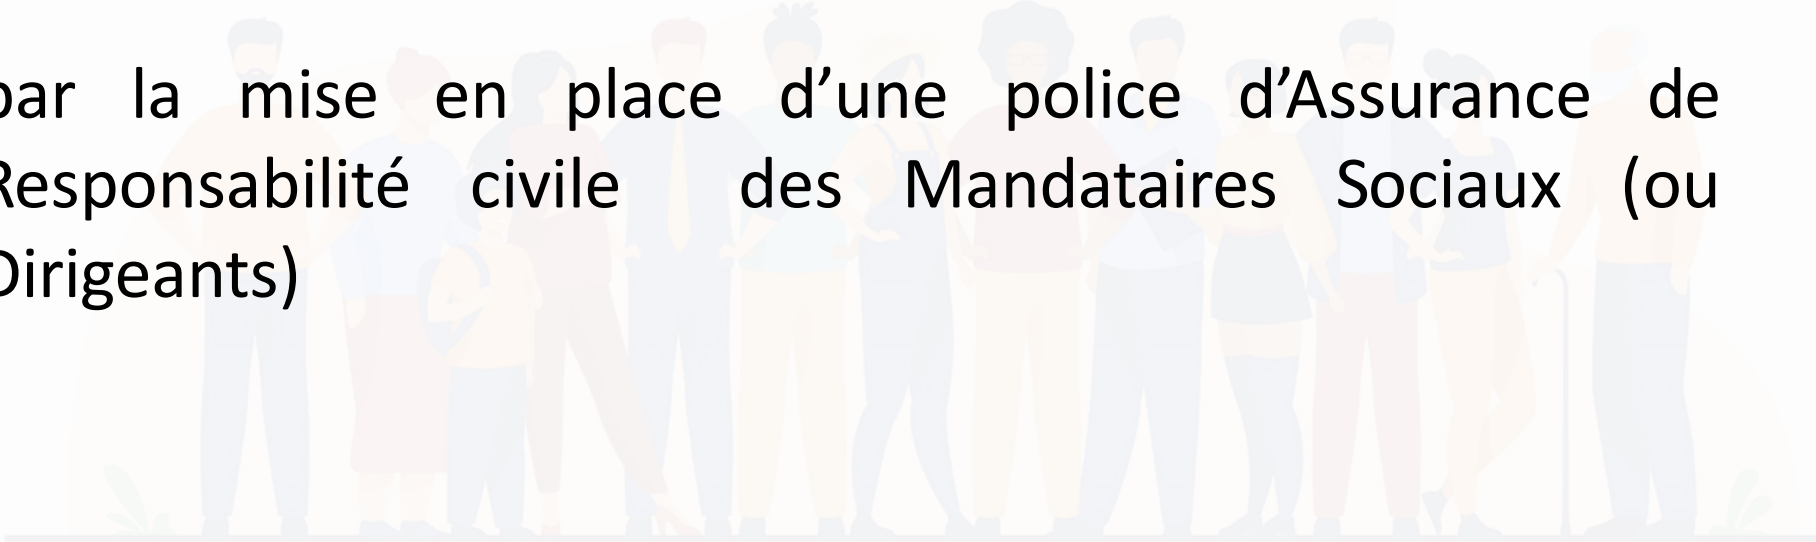 par la mise en place d’une police d’Assurance de
Responsabilité civile des Mandataires Sociaux (ou
Dirigeants)